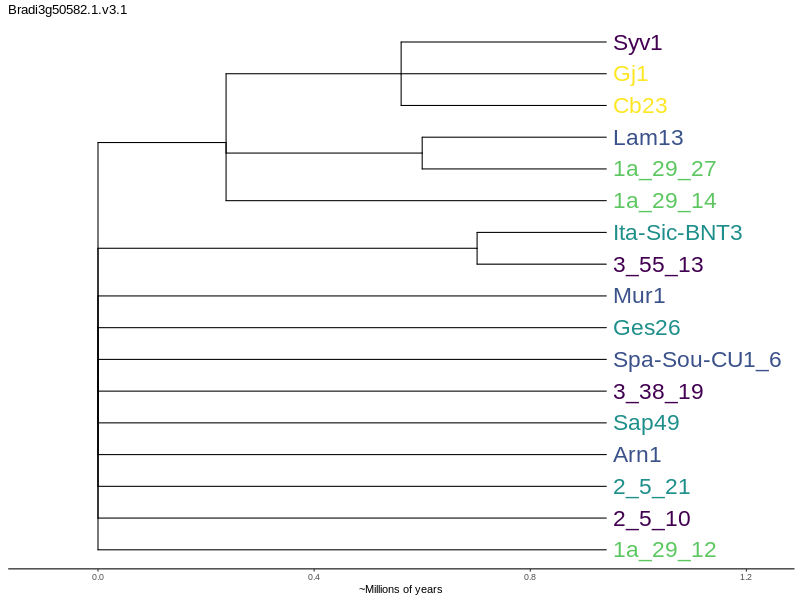 Bradi3g50582.1.v3.1
Syv1
Gj1
Cb23
Lam13
1a_29_27
1a_29_14
Ita-Sic-BNT3
3_55_13
Mur1
Ges26
Spa-Sou-CU1_6
3_38_19
Sap49
Arn1
2_5_21
2_5_10
1a_29_12
0.0 0.4 0.8 1.2
~Millions of years